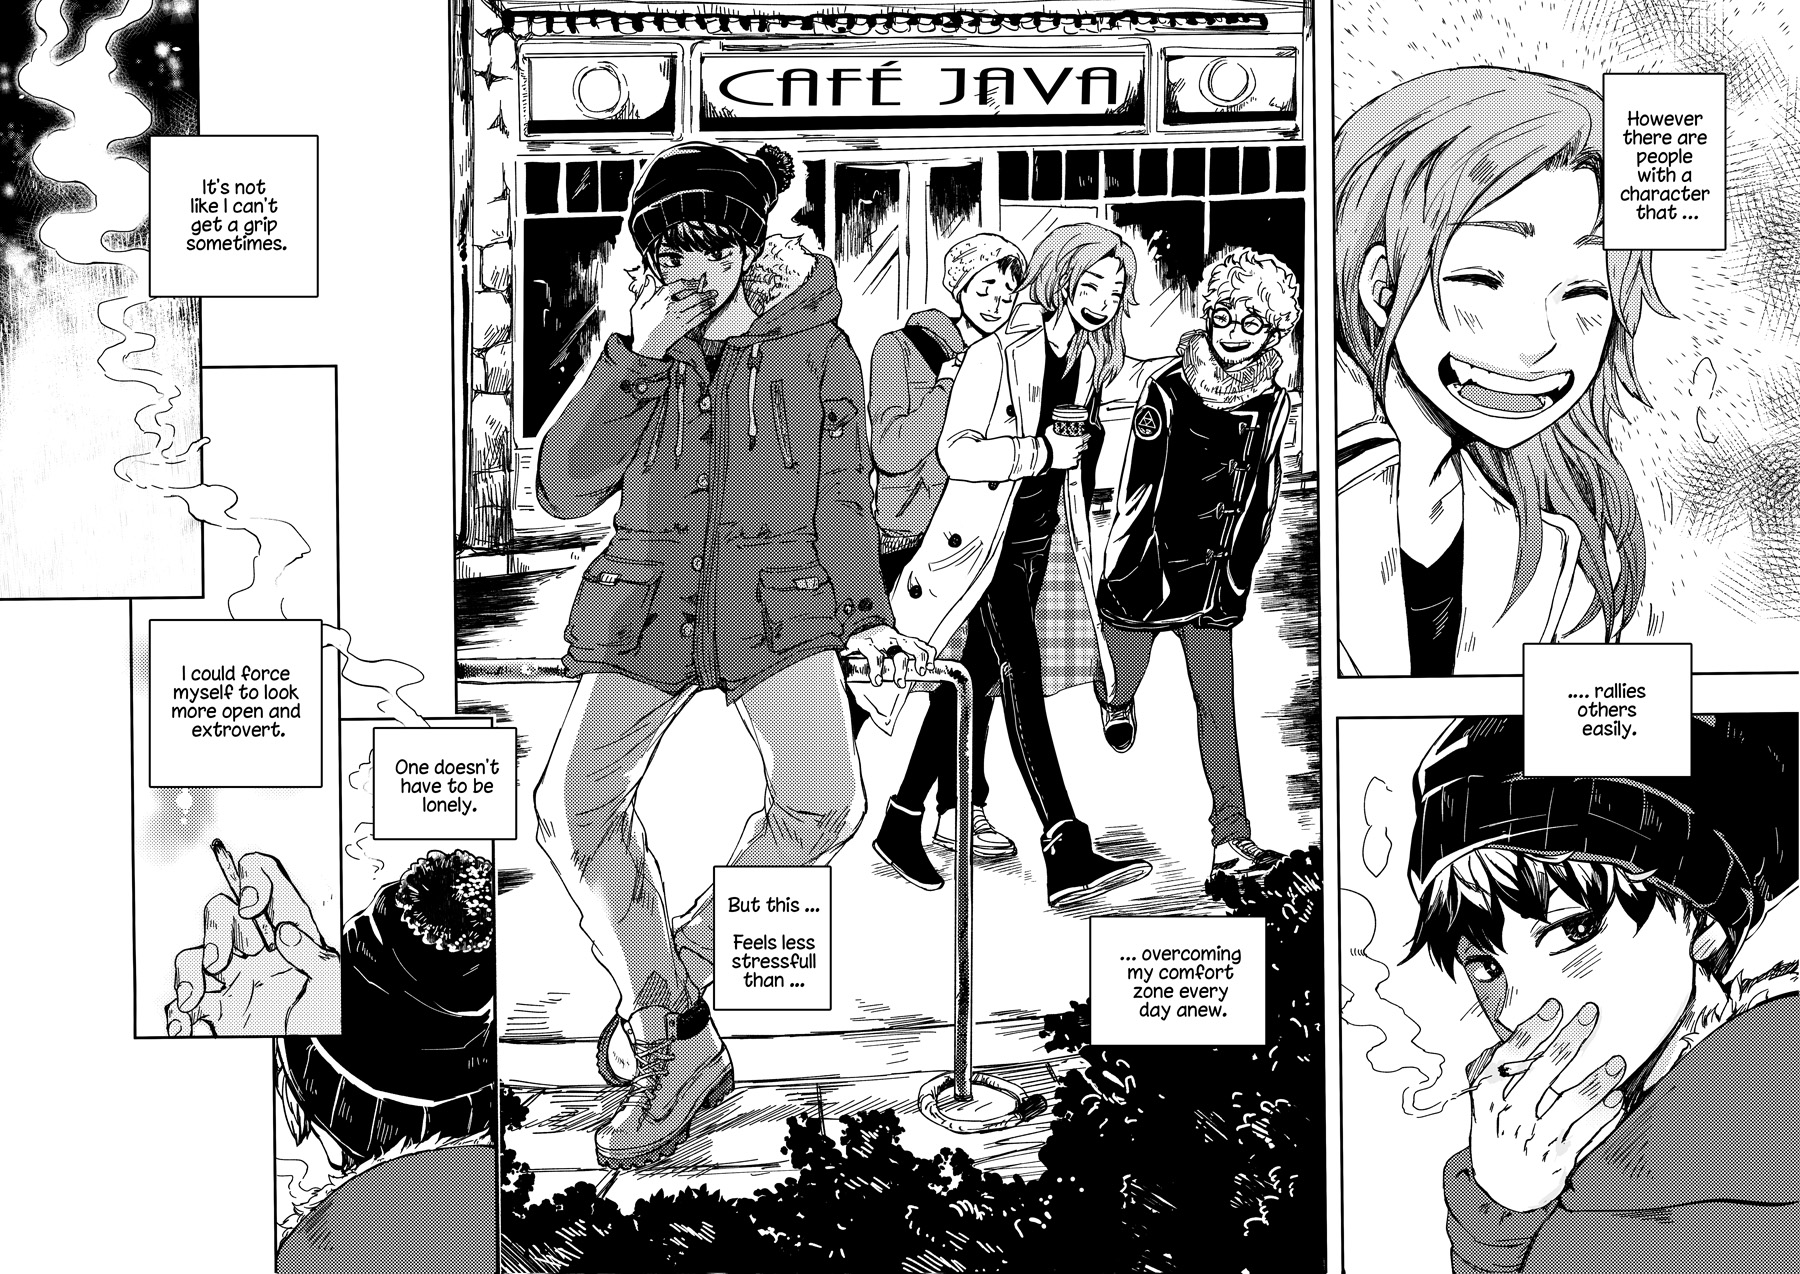 It's not
like I can't
get a grip
sometimes.
I could force
myself to look
more open and
extrovert.
One doesn't
have to be
lonely.
CAFÉ JAVA
But this ...
Feels less
stressfull
than ...
... overcoming
my comfort
zone every
day anew.
However
there are
people
with a
character
that ...
.... rallies
others
easily.